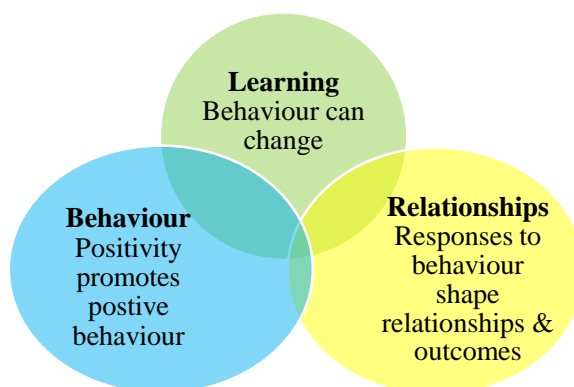 Learning
Behaviour can
change
Behaviour
Positivity
promotes
postive
behaviour
Relationships
Responses to
behaviour
shape
relationships &
outcomes